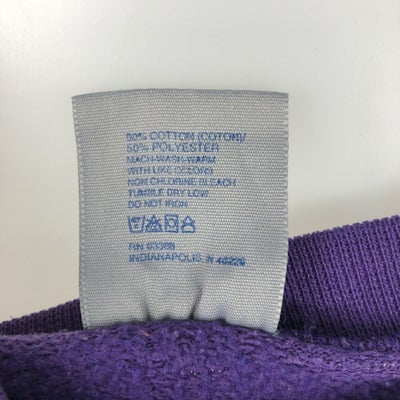 50% COTTON (COTON)/
50% POLYESTER
MACH-WASH-WARM
WITH LIKE COLORS
NON CHLORINE BLEACH
TUMBLE DRY LOW
DO NOT IRON
RN 63368
INDIANAPOLIS, IN 46229